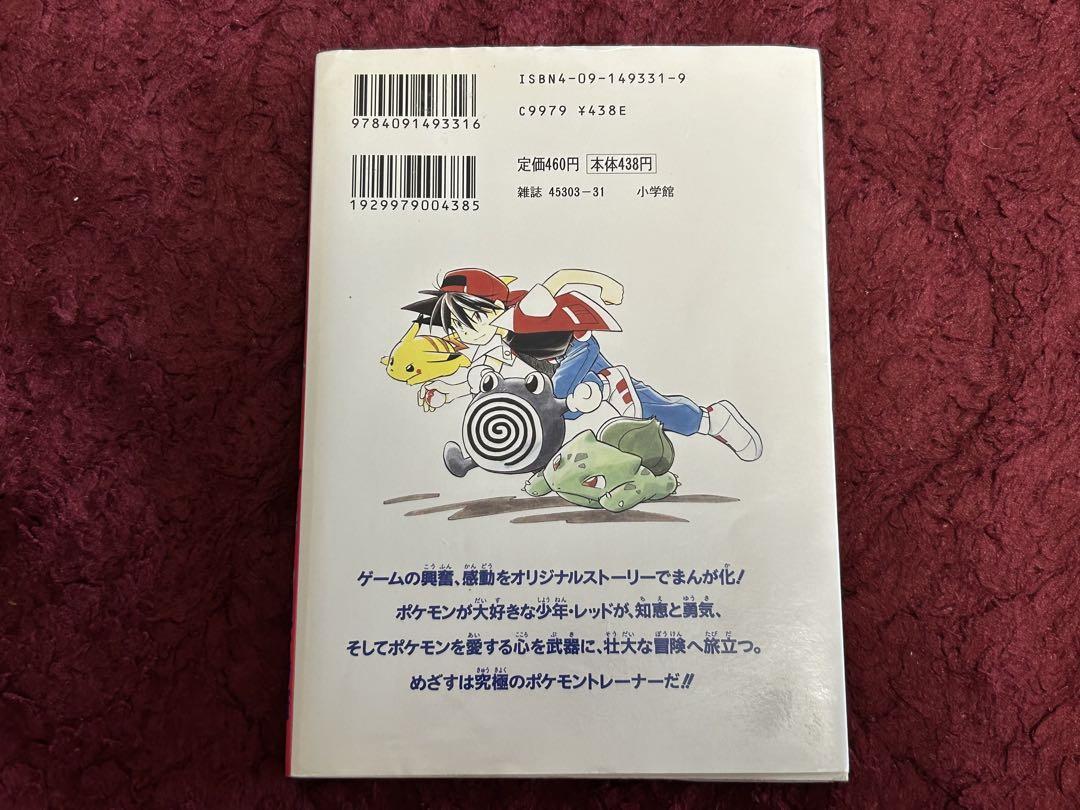 ISBN4-09-149331-9
9784091493316
C9979 ¥438E
定価460円 本体438円
1929979004385
雑誌 45303-31 小学館
ゲームの興奮、感動をオリジナルストーリーでまんが化!
ポケモンが大好きな少年・レッドが、知恵と勇気、
そしてポケモンを愛する心を武器に、壮大な冒険へ旅立つ。
めざすは究極のポケモントレーナーだ!!